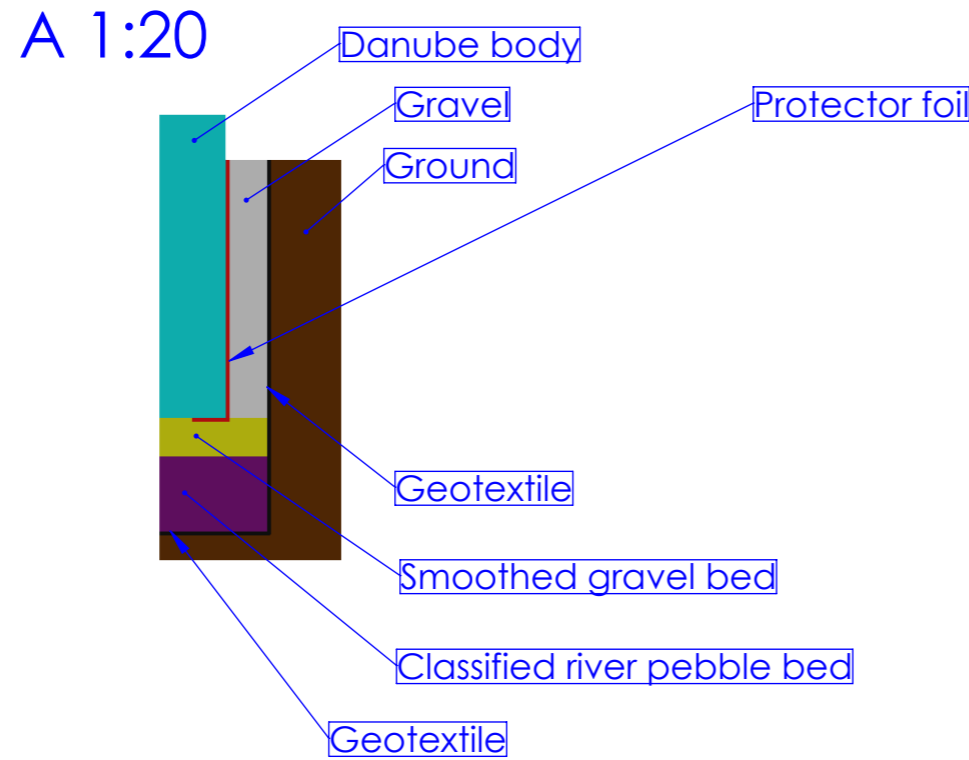 A 1:20
Danube body
Gravel
Protector foil
Ground
Geotextile
Smoothed gravel bed
Classified river pebble bed
Geotextile